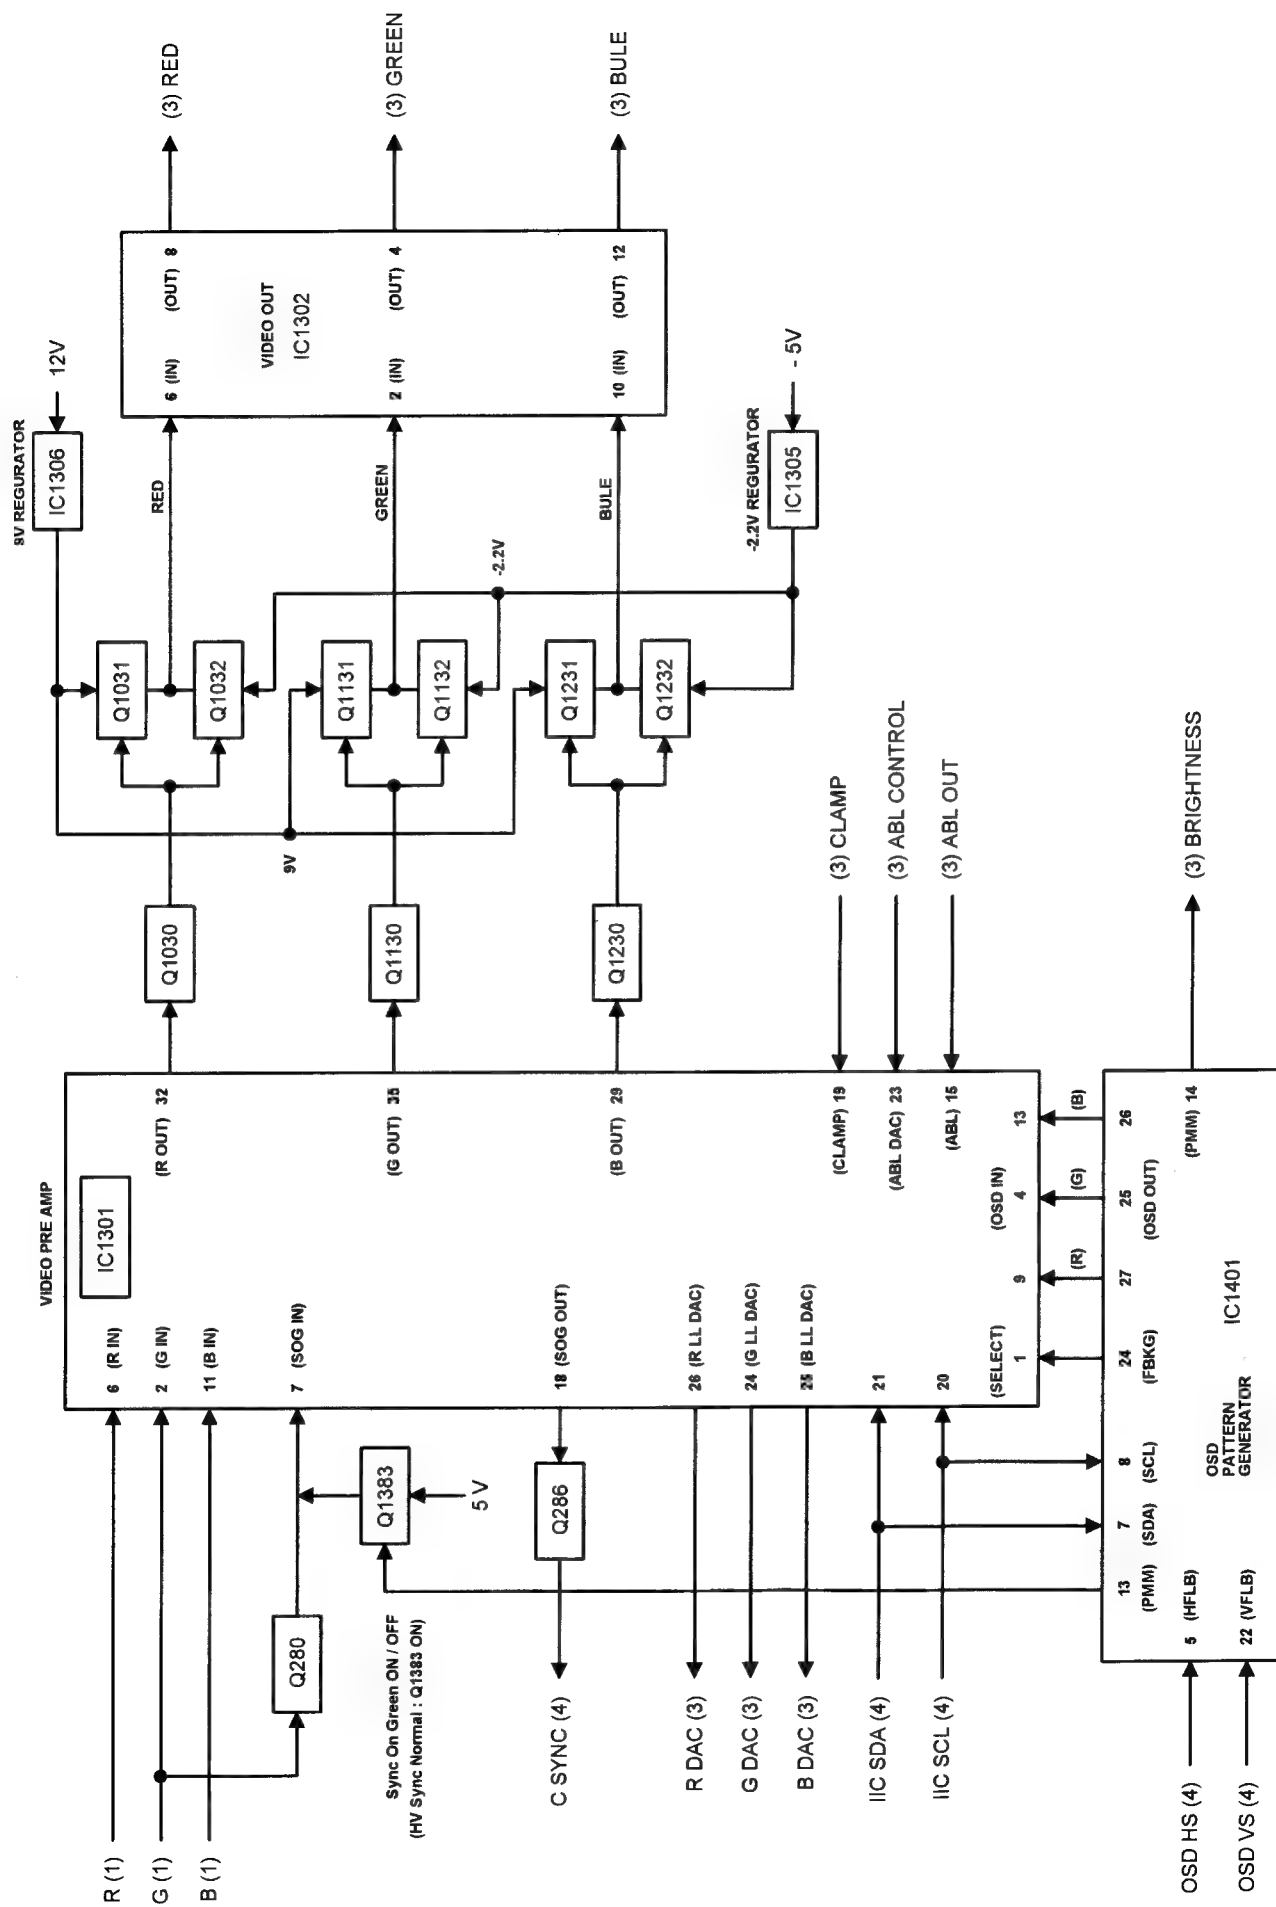 VIDEO PRE AMP
IC1301
R (1)
G (1)
B (1)
6 (R IN)
2 (G IN)
11 (B IN)
7 (SOG IN)
Q280
Q1383
5 V
Sync On Green ON / OFF
(HV Sync Normal : Q1383 ON)
C SYNC (4)
Q286
18 (SOG OUT)
R DAC (3)
G DAC (3)
B DAC (3)
26 (R LL DAC)
24 (G LL DAC)
25 (B LL DAC)
IIC SDA (4)
IIC SCL (4)
21
20
(SELECT)
1
9
(OSD IN)
4
13
(R OUT) 32
(G OUT) 35
(B OUT) 29
(CLAMP) 19
(ABL DAC) 23
(ABL) 15
(3) CLAMP
(3) ABL CONTROL
(3) ABL OUT
Q1030
Q1130
Q1230
9V
Q1031
Q1032
Q1131
Q1132
Q1231
Q1232
-2.2V
9V REGURATOR
IC1306
12V
-2.2V REGURATOR
IC1305
- 5V
RED
GREEN
BULE
VIDEO OUT
IC1302
6 (IN)
(OUT) 8
2 (IN)
(OUT) 4
10 (IN)
(OUT) 12
(3) RED
(3) GREEN
(3) BULE
(R)
(G)
(B)
13
(PMM)
7
(SDA)
8
(SCL)
24
(FBKG)
27
25
(OSD OUT)
26
(PMM) 14
(3) BRIGHTNESS
5 (HFLB)
22 (VFLB)
OSD
PATTERN
GENERATOR
IC1401
OSD HS (4)
OSD VS (4)